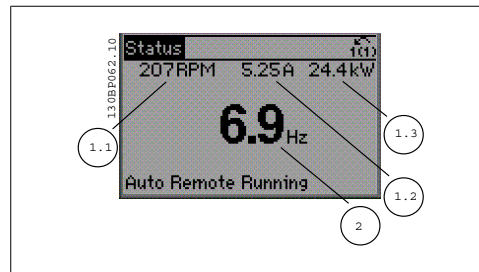 130BP062.10
Status
1(1)
207RPM 5.25A 24.4kW
6.9Hz
Auto Remote Running
1.1
1.3
1.2
2